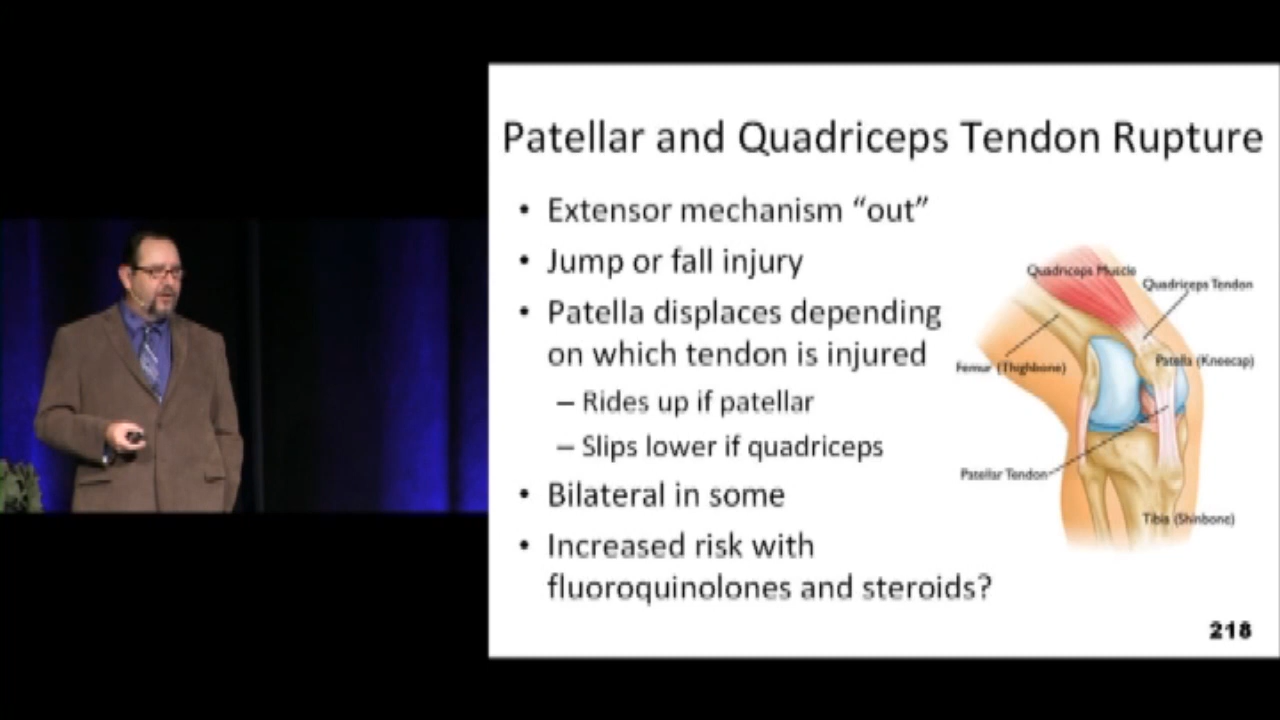 Patellar and Quadriceps Tendon Rupture
• Extensor mechanism “out”
• Jump or fall injury
• Patella displaces depending
on which tendon is injured
– Rides up if patellar
– Slips lower if quadriceps
• Bilateral in some
• Increased risk with
fluoroquinolones and steroids?
Quadriceps Muscle
Quadriceps Tendon
Patella (Kneecap)
Femur (Thighbone)
Patellar Tendon
Tibia (Shinbone)
218